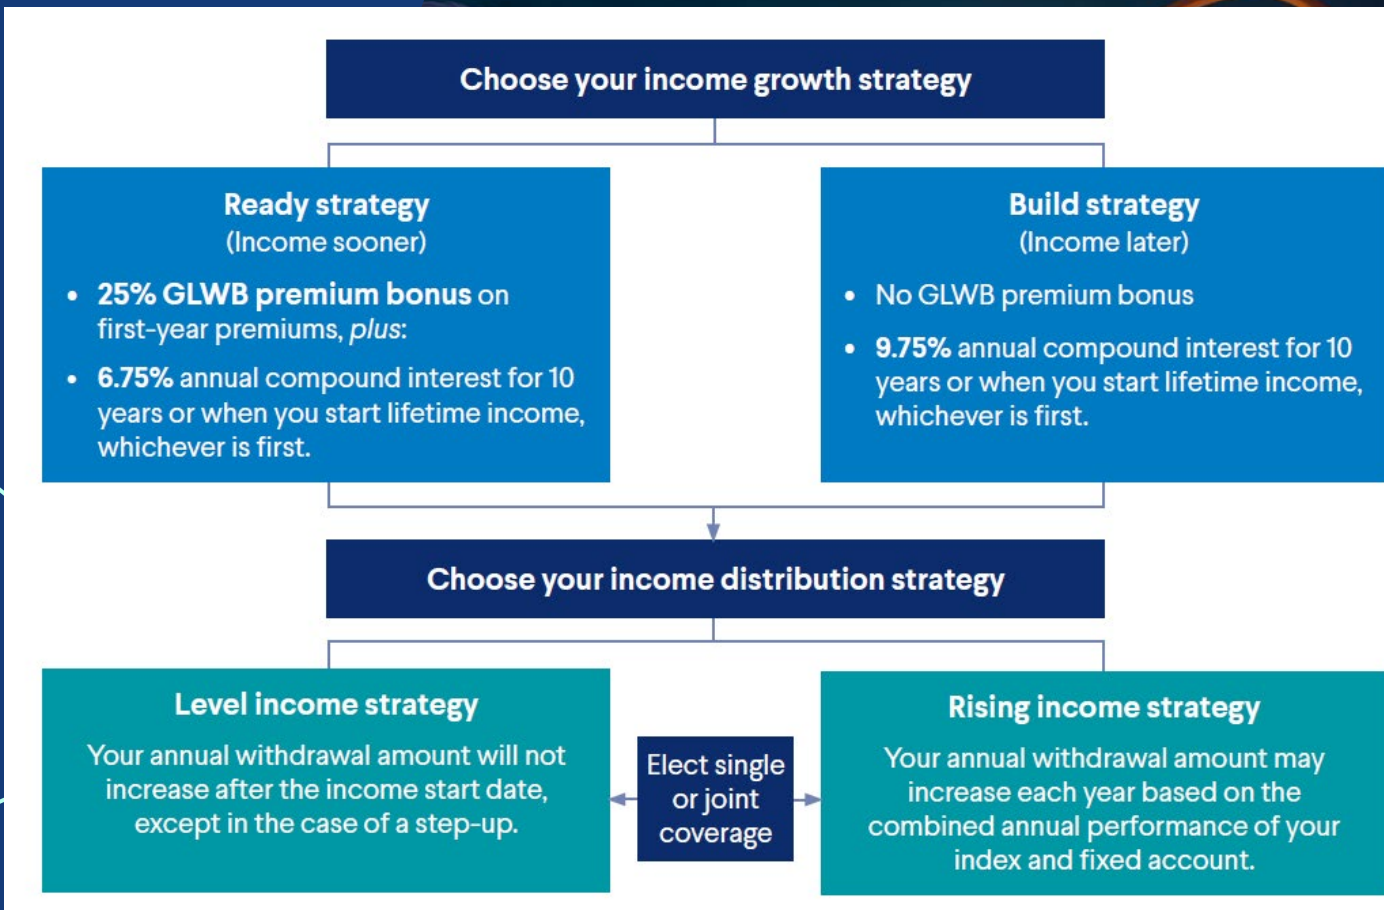 Choose your income growth strategy
Ready strategy
(Income sooner)
• 25% GLWB premium bonus on
first-year premiums, plus:
• 6.75% annual compound interest for 10
years or when you start lifetime income,
whichever is first.
Build strategy
(Income later)
• No GLWB premium bonus
• 9.75% annual compound interest for 10
years or when you start lifetime income,
whichever is first.
Choose your income distribution strategy
Level income strategy
Your annual withdrawal amount will not
increase after the income start date,
except in the case of a step-up.
Elect single
or joint
coverage
Rising income strategy
Your annual withdrawal amount may
increase each year based on the
combined annual performance of your
index and fixed account.